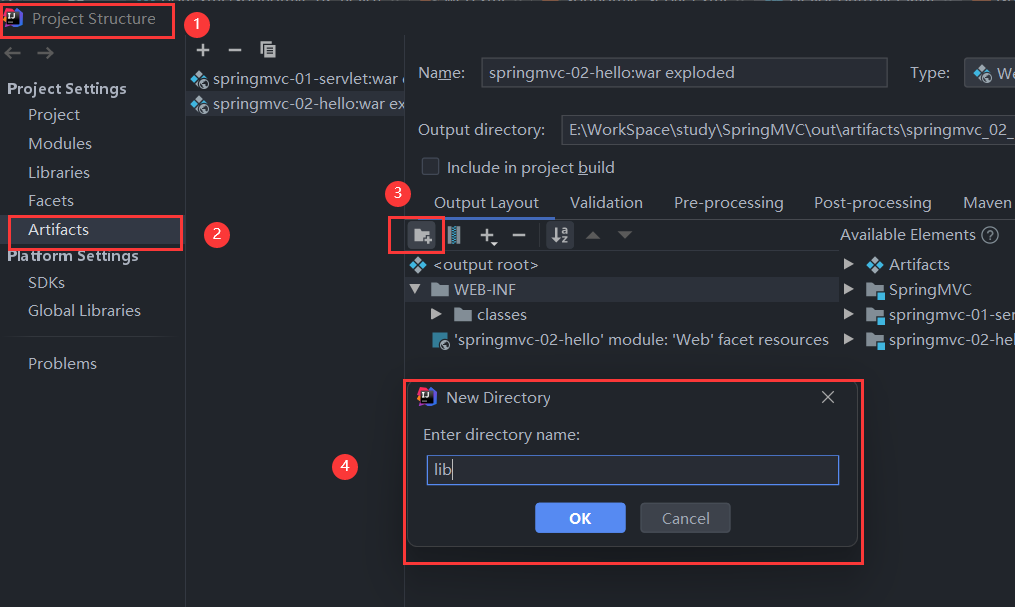 Project Structure
1
Project Settings
Project
Modules
Libraries
Facets
Artifacts
2
Platform Settings
SDKs
Global Libraries
Problems
springmvc-01-servlet:war
springmvc-02-hello:war ex
Name: springmvc-02-hello:war exploded Type: We
Output directory: E:\WorkSpace\study\SpringMVC\out\artifacts\springmvc_02_
Include in project build
3
Output Layout Validation Pre-processing Post-processing Maven
Available Elements ?
<output root>
WEB-INF
classes
'springmvc-02-hello' module: 'Web' facet resources
Artifacts
SpringMVC
springmvc-01-ser
springmvc-02-hel
4
New Directory
Enter directory name:
lib
OK Cancel